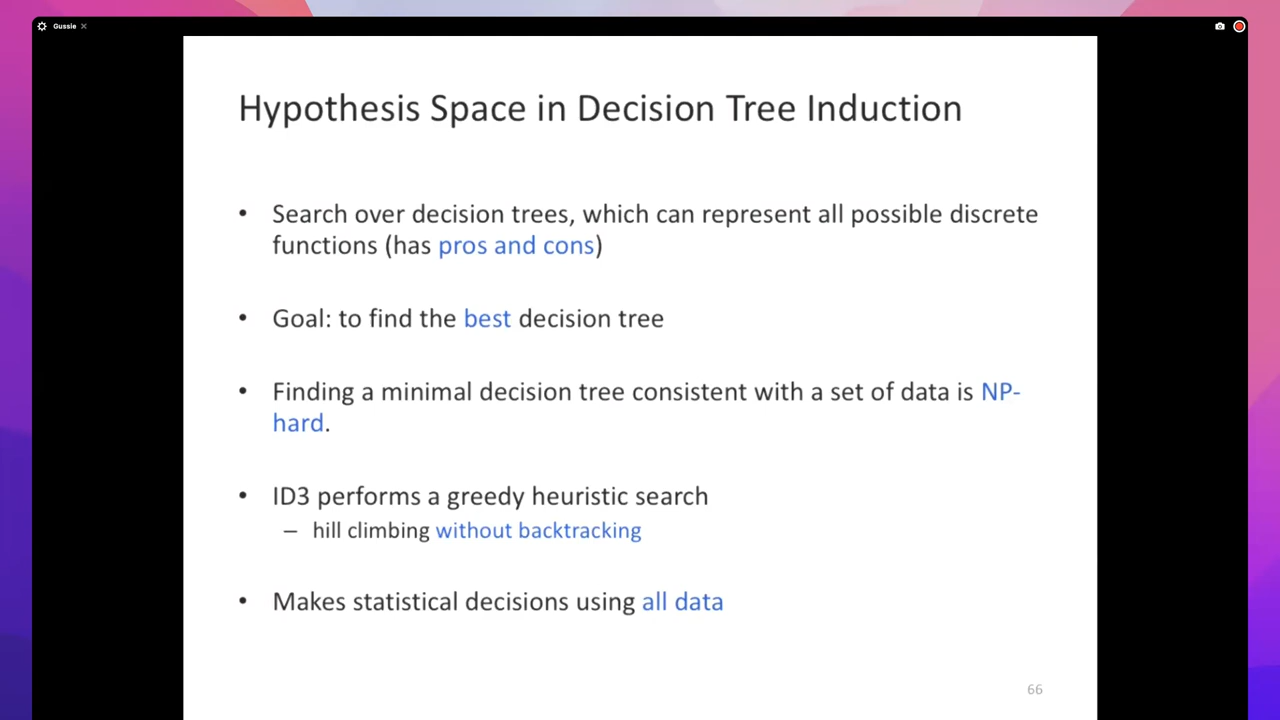 Gussie
Hypothesis Space in Decision Tree Induction
• Search over decision trees, which can represent all possible discrete
functions (has pros and cons)
• Goal: to find the best decision tree
• Finding a minimal decision tree consistent with a set of data is NP-
hard.
• ID3 performs a greedy heuristic search
– hill climbing without backtracking
• Makes statistical decisions using all data
66